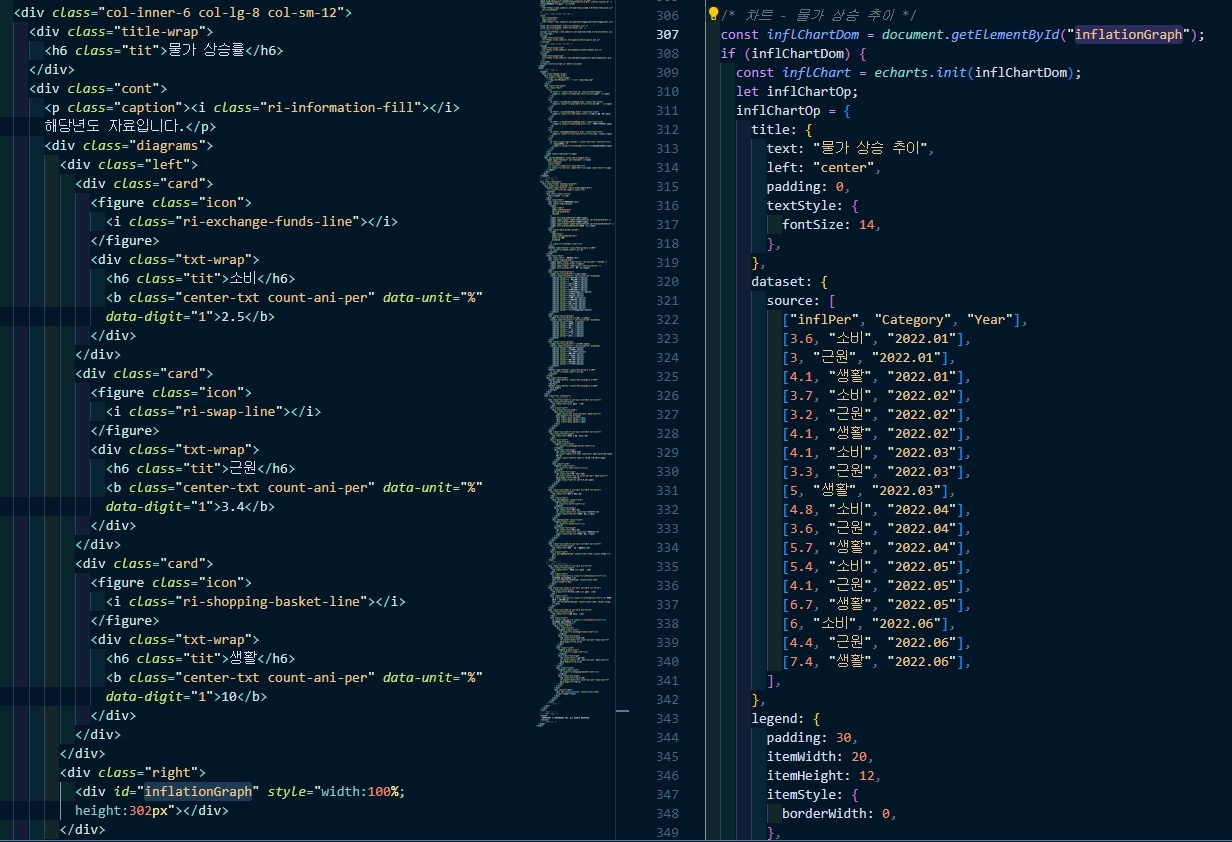 <div class="col-inner-6 col-lg-8 col-sm-12">
<div class="title-wrap">
<h6 class="tit">물가 상승률</h6>
</div>
<div class="cont">
<p class="caption"><i class="ri-information-fill"></i>
해당년도 자료입니다.</p>
<div class="diagrams">
<div class="left">
<div class="card">
<figure class="icon">
<i class="ri-exchange-funds-line"></i>
</figure>
<div class="txt-wrap">
<h6 class="tit">소비</h6>
<b class="center-txt count-ani-per" data-unit="%"
data-digit="1">2.5</b>
</div>
</div>
<div class="card">
<figure class="icon">
<i class="ri-swap-line"></i>
</figure>
<div class="txt-wrap">
<h6 class="tit">근원</h6>
<b class="center-txt count-ani-per" data-unit="%"
data-digit="1">3.4</b>
</div>
</div>
<div class="card">
<figure class="icon">
<i class="ri-shopping-basket-line"></i>
</figure>
<div class="txt-wrap">
<h6 class="tit">생활</h6>
<b class="center-txt count-ani-per" data-unit="%"
data-digit="1">10</b>
</div>
</div>
</div>
<div class="right">
<div id="inflationGraph" style="width:100%;
height:302px"></div>
</div>
306 /* 차트 - 물가 상승 추이 */
307 const inflChartDom = document.getElementById("inflationGraph");
308 if (inflChartDom) {
309 const inflChart = echarts.init(inflChartDom);
310 let inflChartOp;
311 inflChartOp = {
312 title: {
313 text: "물가 상승 추이",
314 left: "center",
315 padding: 0,
316 textStyle: {
317 fontSize: 14,
318 },
319 },
320 dataset: {
321 source: [
322 ["inflPer", "Category", "Year"],
323 [3.6, "소비", "2022.01"],
324 [3, "근원", "2022.01"],
325 [4.1, "생활", "2022.01"],
326 [3.7, "소비", "2022.02"],
327 [3.2, "근원", "2022.02"],
328 [4.1, "생활", "2022.02"],
329 [4.1, "소비", "2022.03"],
330 [3.3, "근원", "2022.03"],
331 [5, "생활", "2022.03"],
332 [4.8, "소비", "2022.04"],
333 [3.6, "근원", "2022.04"],
334 [5.7, "생활", "2022.04"],
335 [5.4, "소비", "2022.05"],
336 [4.1, "근원", "2022.05"],
337 [6.7, "생활", "2022.05"],
338 [6, "소비", "2022.06"],
339 [4.4, "근원", "2022.06"],
340 [7.4, "생활", "2022.06"],
341 ],
342 },
343 legend: {
344 padding: 30,
345 itemWidth: 20,
346 itemHeight: 12,
347 itemStyle: {
348 borderWidth: 0,
349 },